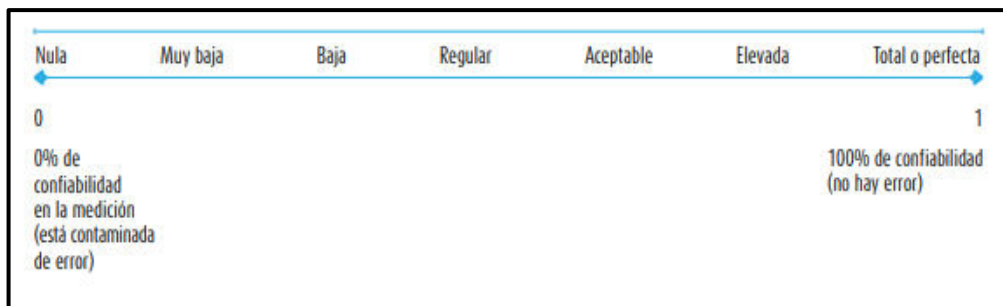 Nula Muy baja Baja Regular Aceptable Elevada Total o perfecta
0 1
0% de
confiabilidad
en la medición
(está contaminada
de error)
100% de confiabilidad
(no hay error)